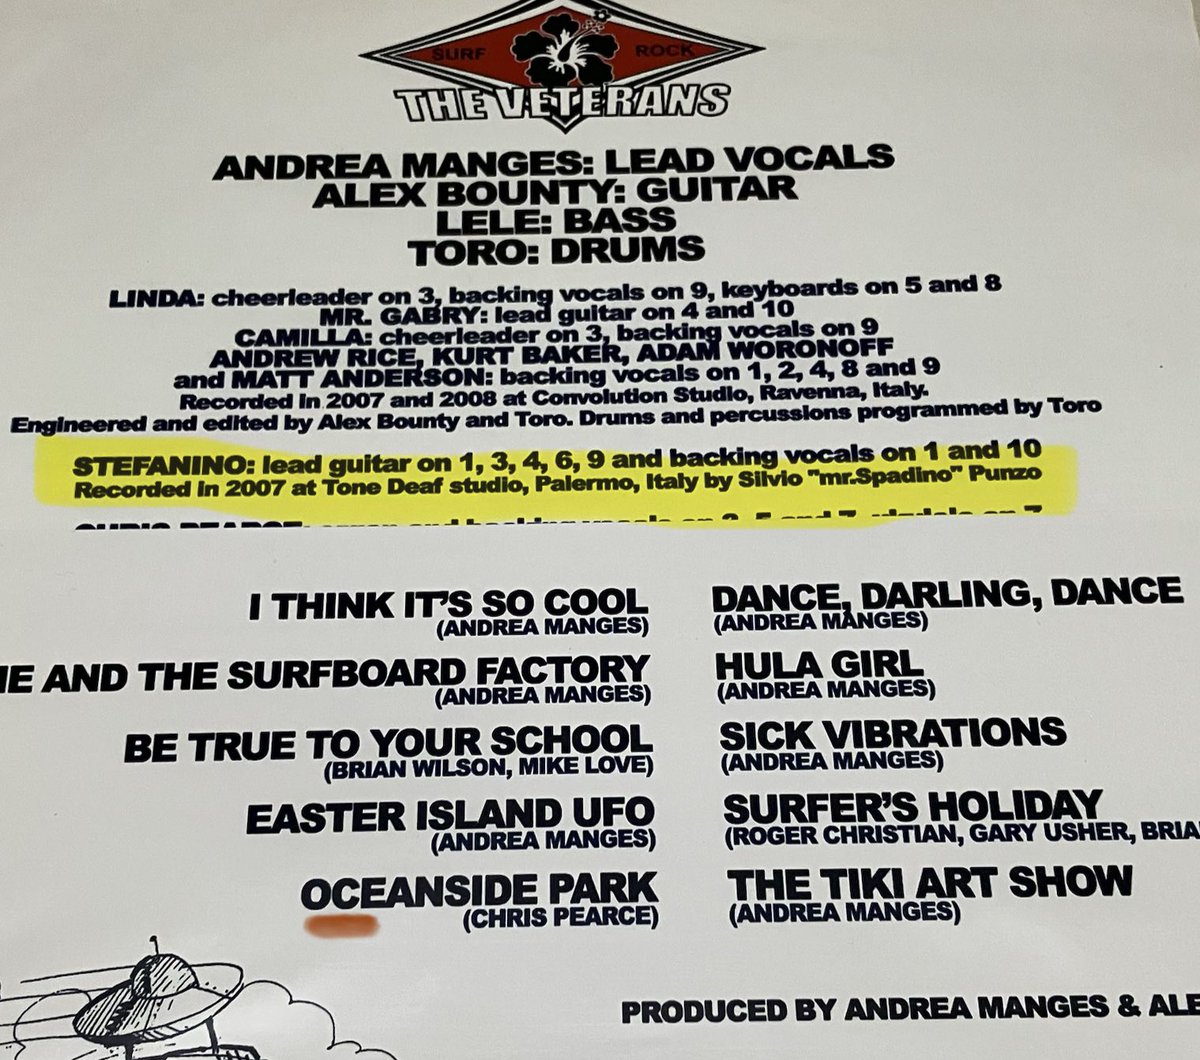 SURF ROCK
THE VETERANS
ANDREA MANGES: LEAD VOCALS
ALEX BOUNTY: GUITAR
LELE: BASS
TORO: DRUMS
LINDA: cheerleader on 3, backing vocals on 9, keyboards on 5 and 8
MR. GABRY: lead guitar on 4 and 10
CAMILLA: cheerleader on 3, backing vocals on 9
ANDREW RICE, KURT BAKER, ADAM WORONOFF
and MATT ANDERSON: backing vocals on 1, 2, 4, 8 and 9
Recorded in 2007 and 2008 at Convolution Studio, Ravenna, Italy.
Engineered and edited by Alex Bounty and Toro. Drums and percussions programmed by Toro
STEFANINO: lead guitar on 1, 3, 4, 6, 9 and backing vocals on 1 and 10
Recorded in 2007 at Tone Deaf studio, Palermo, Italy by Silvio "mr.Spadino" Punzo
I THINK IT'S SO COOL
(ANDREA MANGES)
AND THE SURFBOARD FACTORY
(ANDREA MANGES)
BE TRUE TO YOUR SCHOOL
(BRIAN WILSON, MIKE LOVE)
EASTER ISLAND UFO
(ANDREA MANGES)
OCEANSIDE PARK
(CHRIS PEARCE)
DANCE, DARLING, DANCE
(ANDREA MANGES)
HULA GIRL
(ANDREA MANGES)
SICK VIBRATIONS
(ANDREA MANGES)
SURFER'S HOLIDAY
(ROGER CHRISTIAN, GARY USHER, BRIA
THE TIKI ART SHOW
(ANDREA MANGES)
PRODUCED BY ANDREA MANGES & ALE